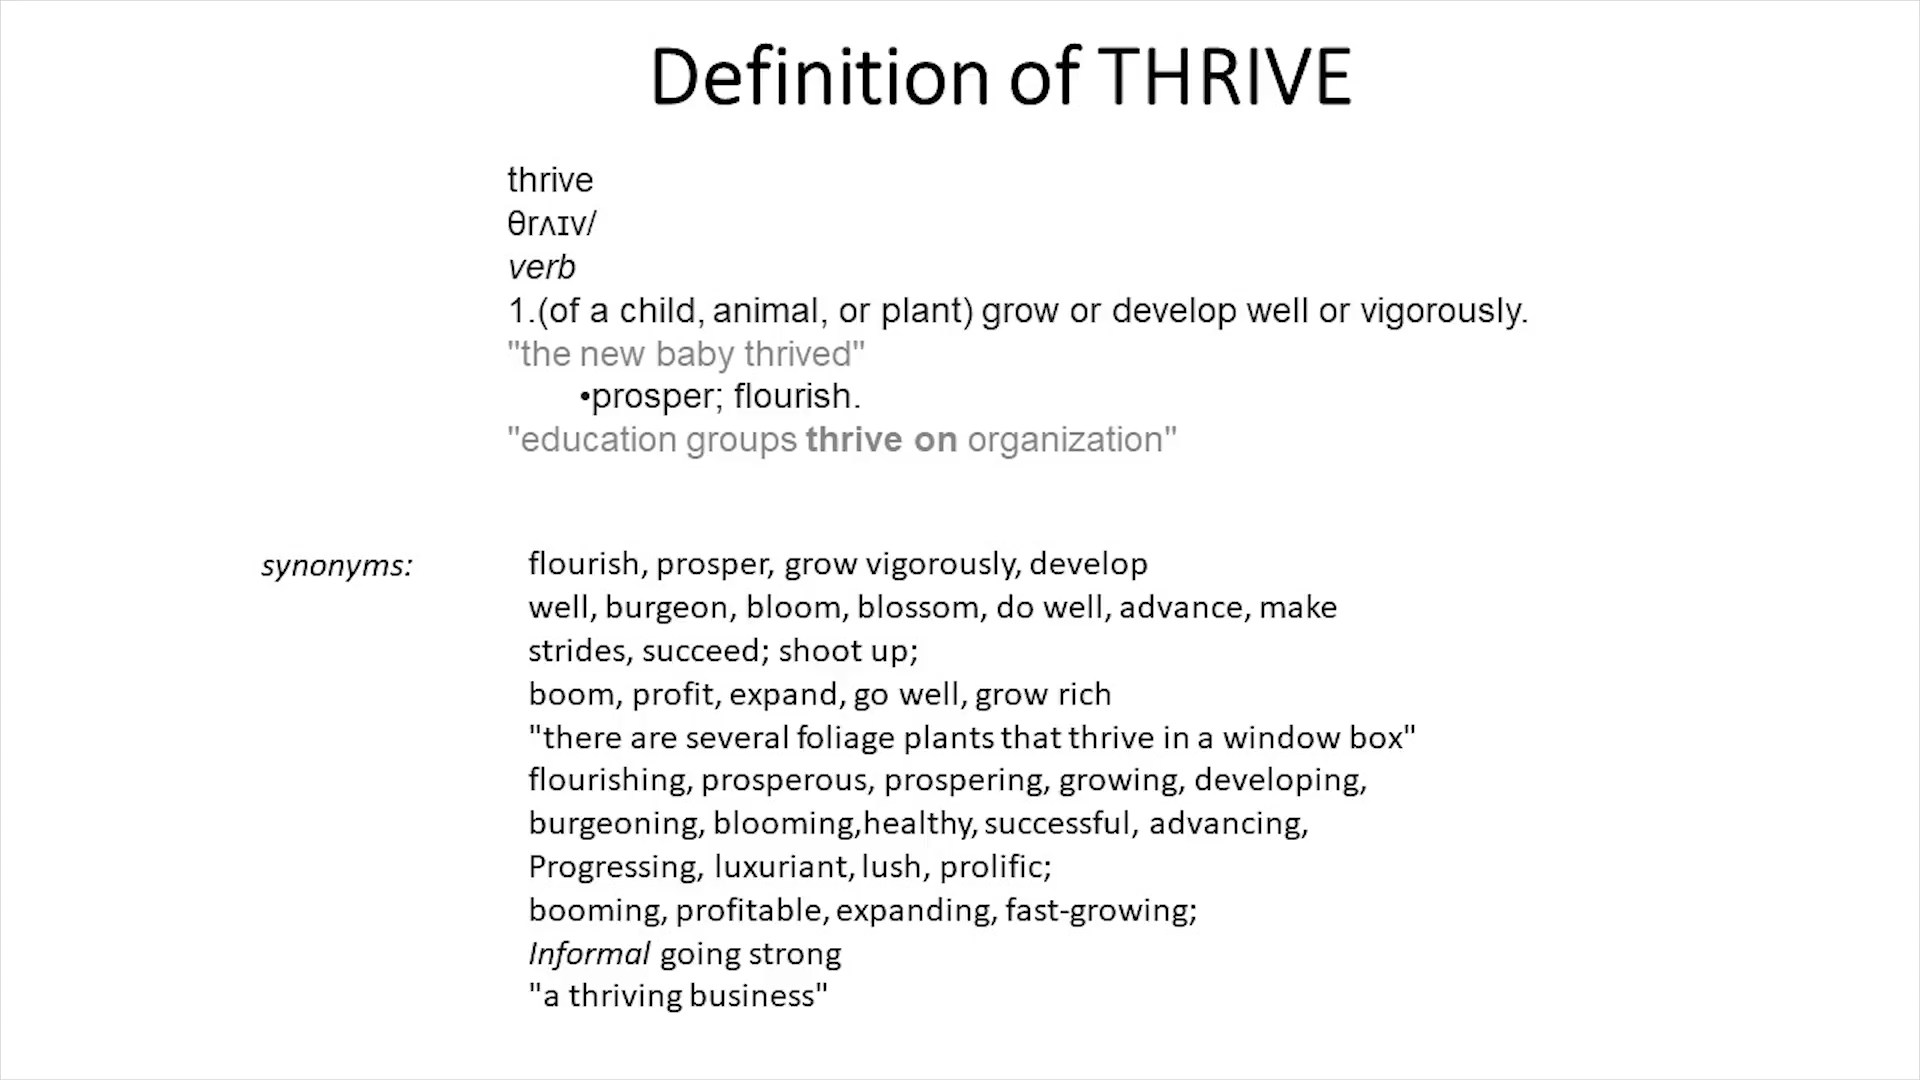 Definition of THRIVE
thrive
θrʌɪv/
verb
1.(of a child, animal, or plant) grow or develop well or vigorously.
"the new baby thrived"
•prosper; flourish.
"education groups thrive on organization"
synonyms:
flourish, prosper, grow vigorously, develop
well, burgeon, bloom, blossom, do well, advance, make
strides, succeed; shoot up;
boom, profit, expand, go well, grow rich
"there are several foliage plants that thrive in a window box"
flourishing, prosperous, prospering, growing, developing,
burgeoning, blooming,healthy, successful, advancing,
Progressing, luxuriant, lush, prolific;
booming, profitable, expanding, fast-growing;
Informal going strong
"a thriving business"